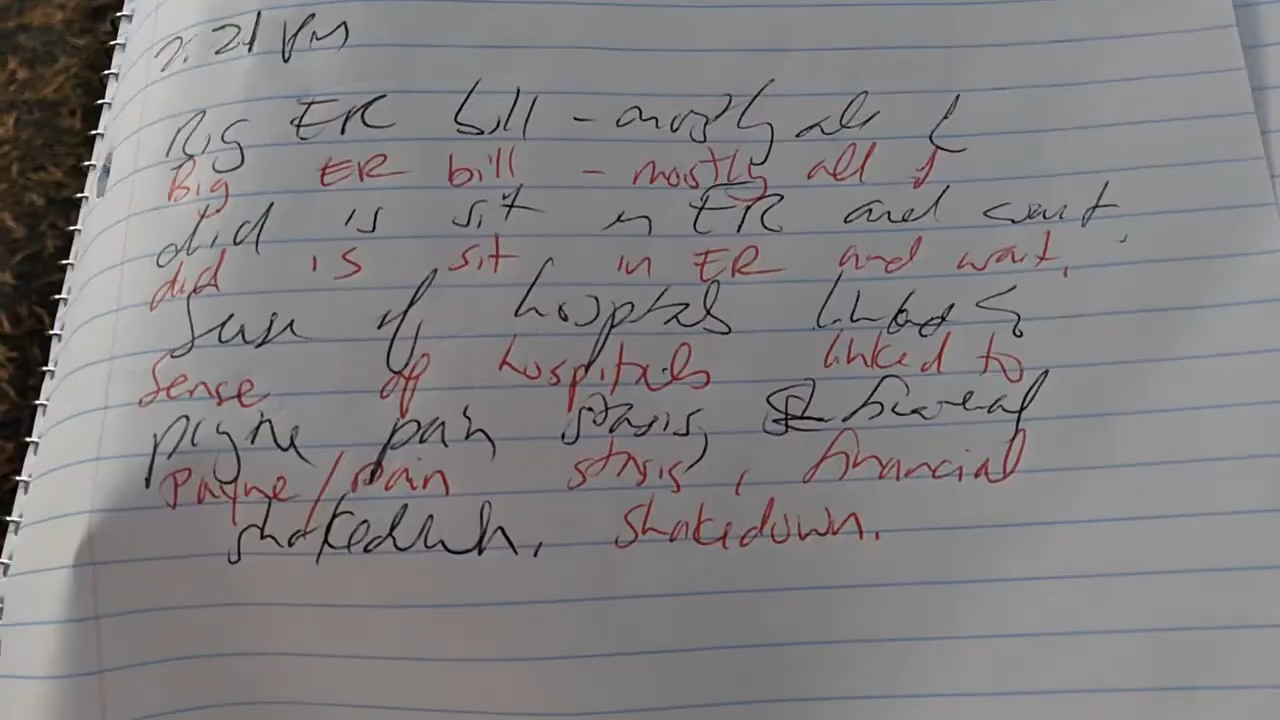 2:21 PM
Big ER bill - mostly all I
Big ER bill - mostly all I
did is sit in ER and wait.
did is sit in ER and wait.
Sense of hospitals linked to
Sense of hospitals linked to
payne pain stasis, financial
Payne/pain stasis, financial
shakedown. shakedown.